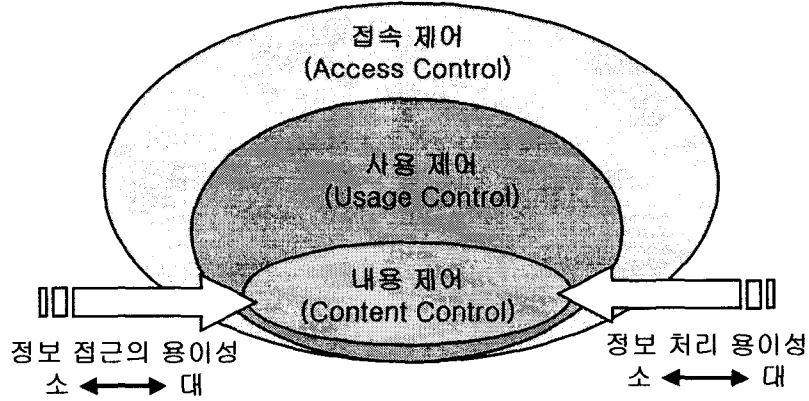 접속 제어
(Access Control)
사용 제어
(Usage Control)
내용 제어
(Content Control)
정보 접근의 용이성
소 대
정보 처리 용이성
소 대